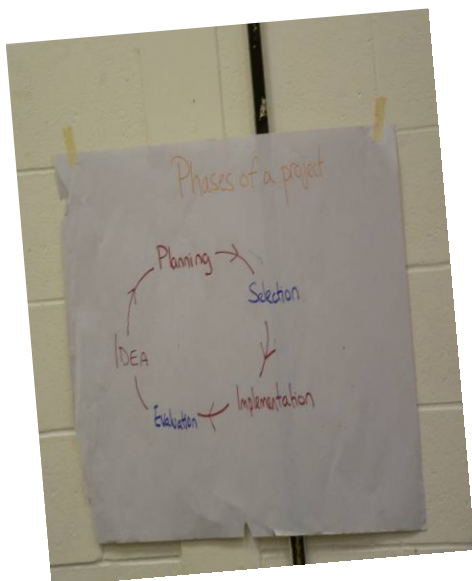 Phases of a project
Planning
Selection
IDEA
Implementation
Evaluation